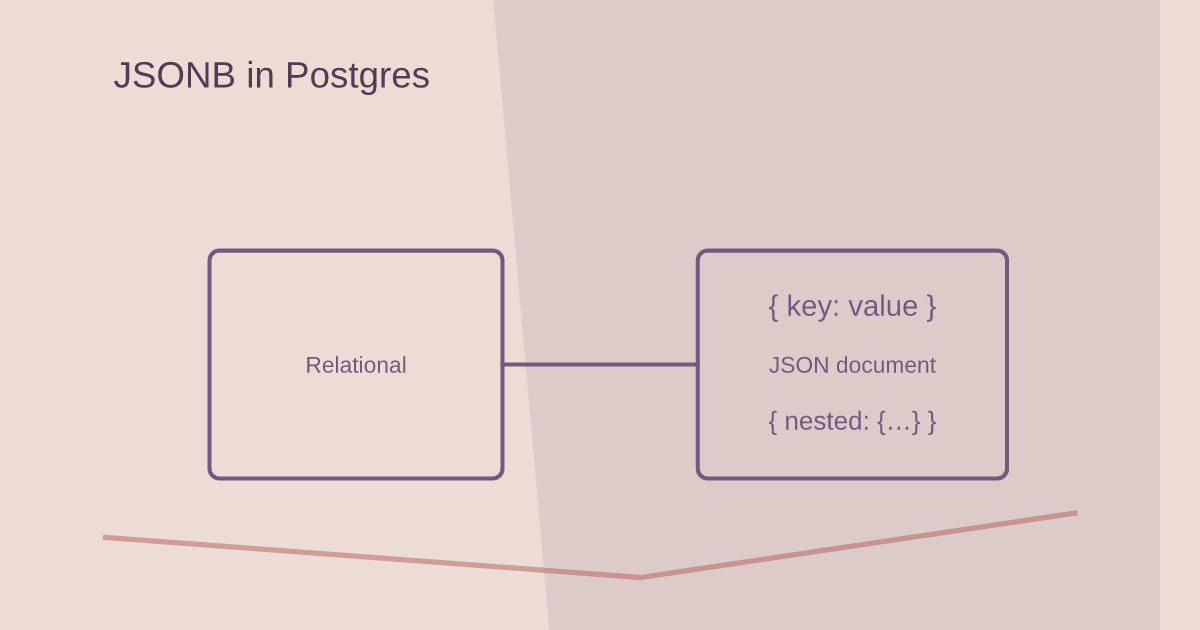 JSONB in Postgres
Relational
{ key: value }
JSON document
{ nested: {…} }